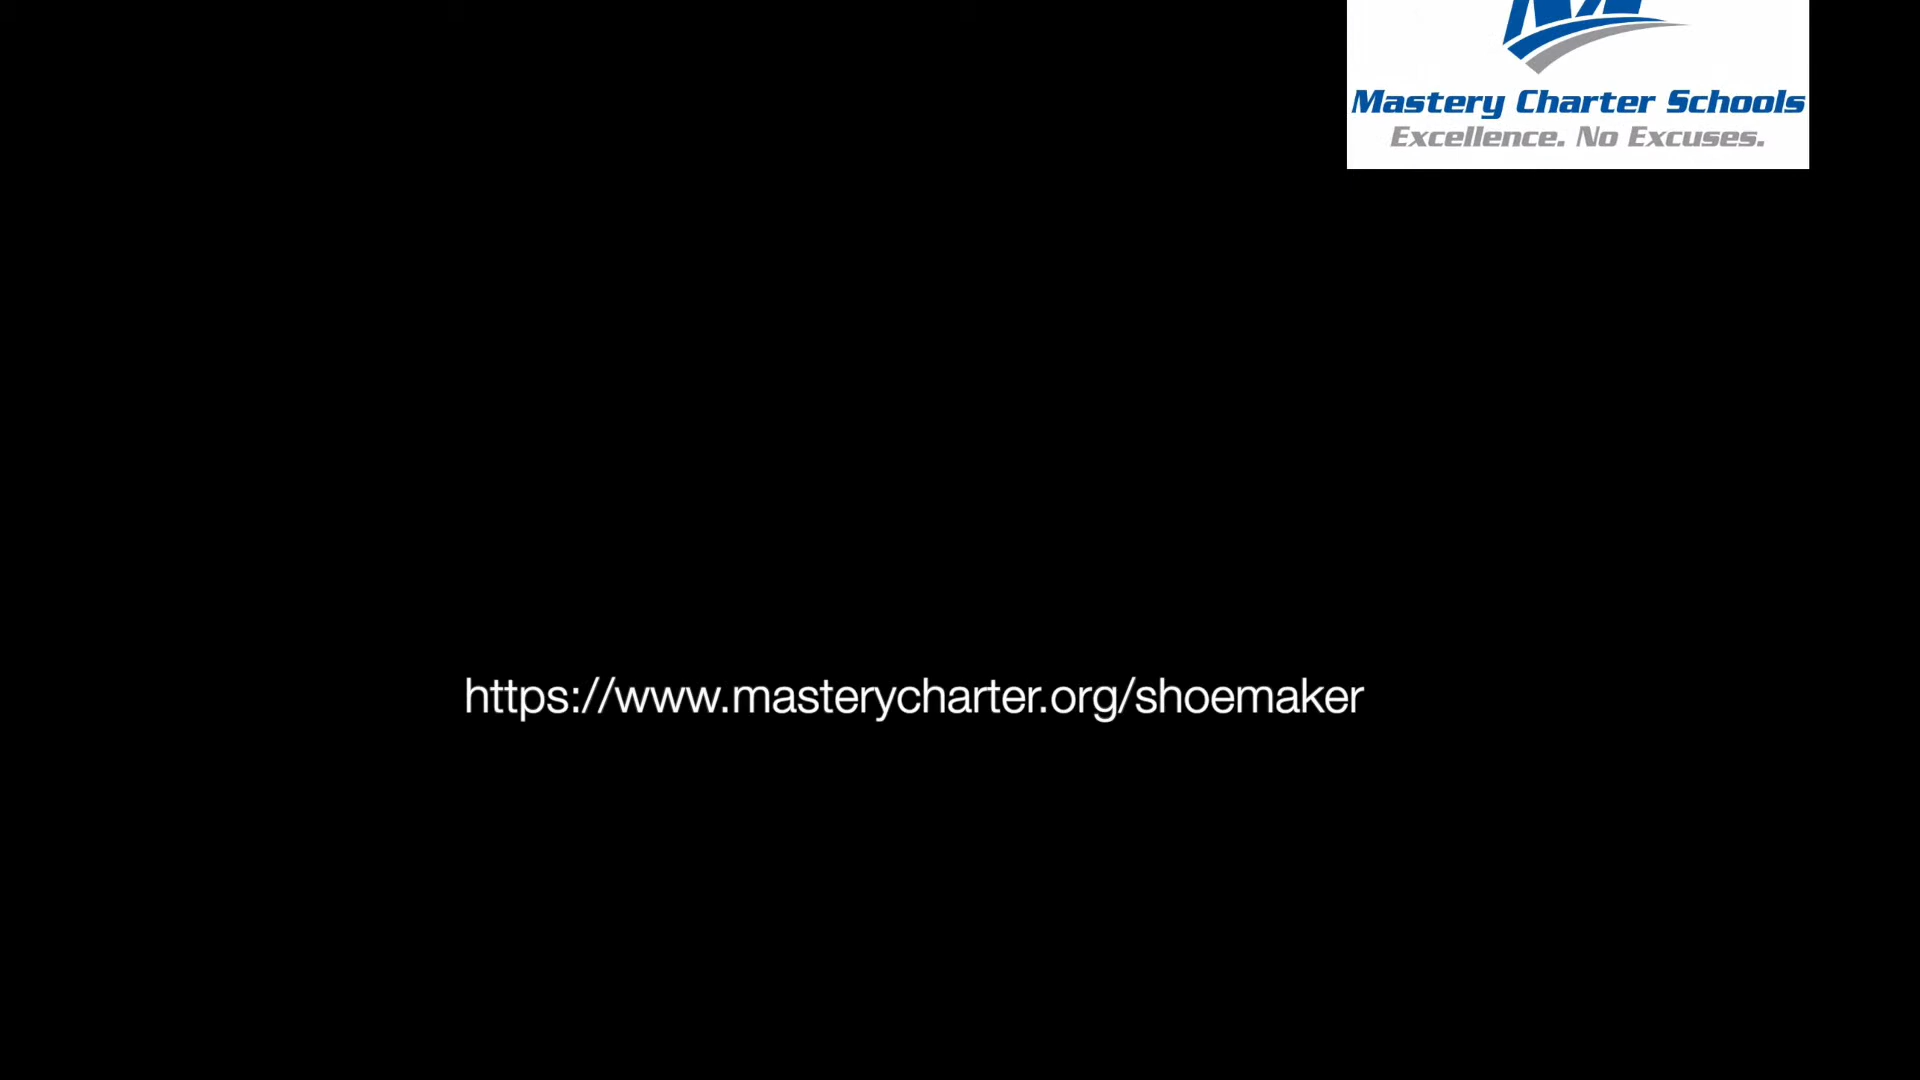 Mastery Charter Schools
Excellence. No Excuses.
https://www.masterycharter.org/shoemaker